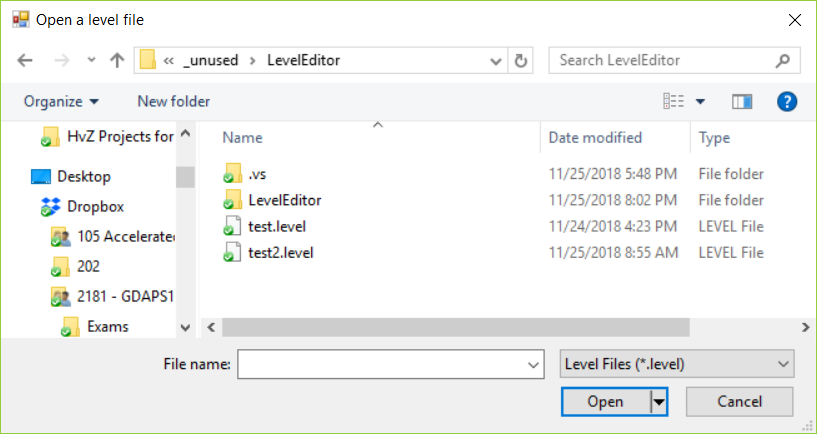 Open a level file
« _unused › LevelEditor
Search LevelEditor
Organize New folder
Name Date modified Type
HvZ Projects for
Desktop
Dropbox
105 Accelerated
202
2181 - GDAPS1
Exams
.vs 11/25/2018 5:48 PM File folder
LevelEditor 11/25/2018 8:02 PM File folder
test.level 11/24/2018 4:23 PM LEVEL File
test2.level 11/25/2018 8:55 AM LEVEL File
File name: Level Files (*.level)
Open Cancel